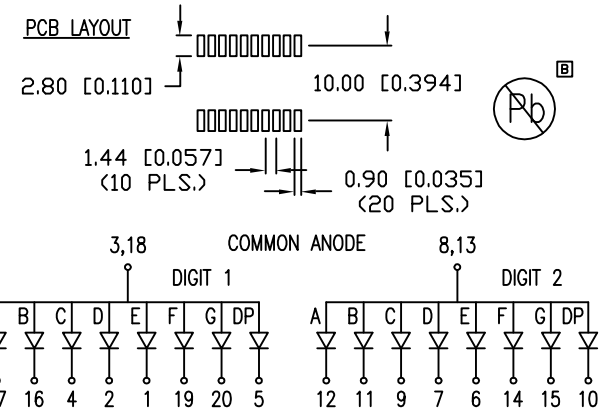 PCB LAYOUT
B
2.80 [0.110]
10.00 [0.394]
Pb
1.44 [0.057]
(10 PLS.)
0.90 [0.035]
(20 PLS.)
3,18
COMMON ANODE
8,13
DIGIT 1
DIGIT 2
B C D E F G DP
A B C D E F G DP
7 16 4 2 1 19 20 5
12 11 9 7 6 14 15 10